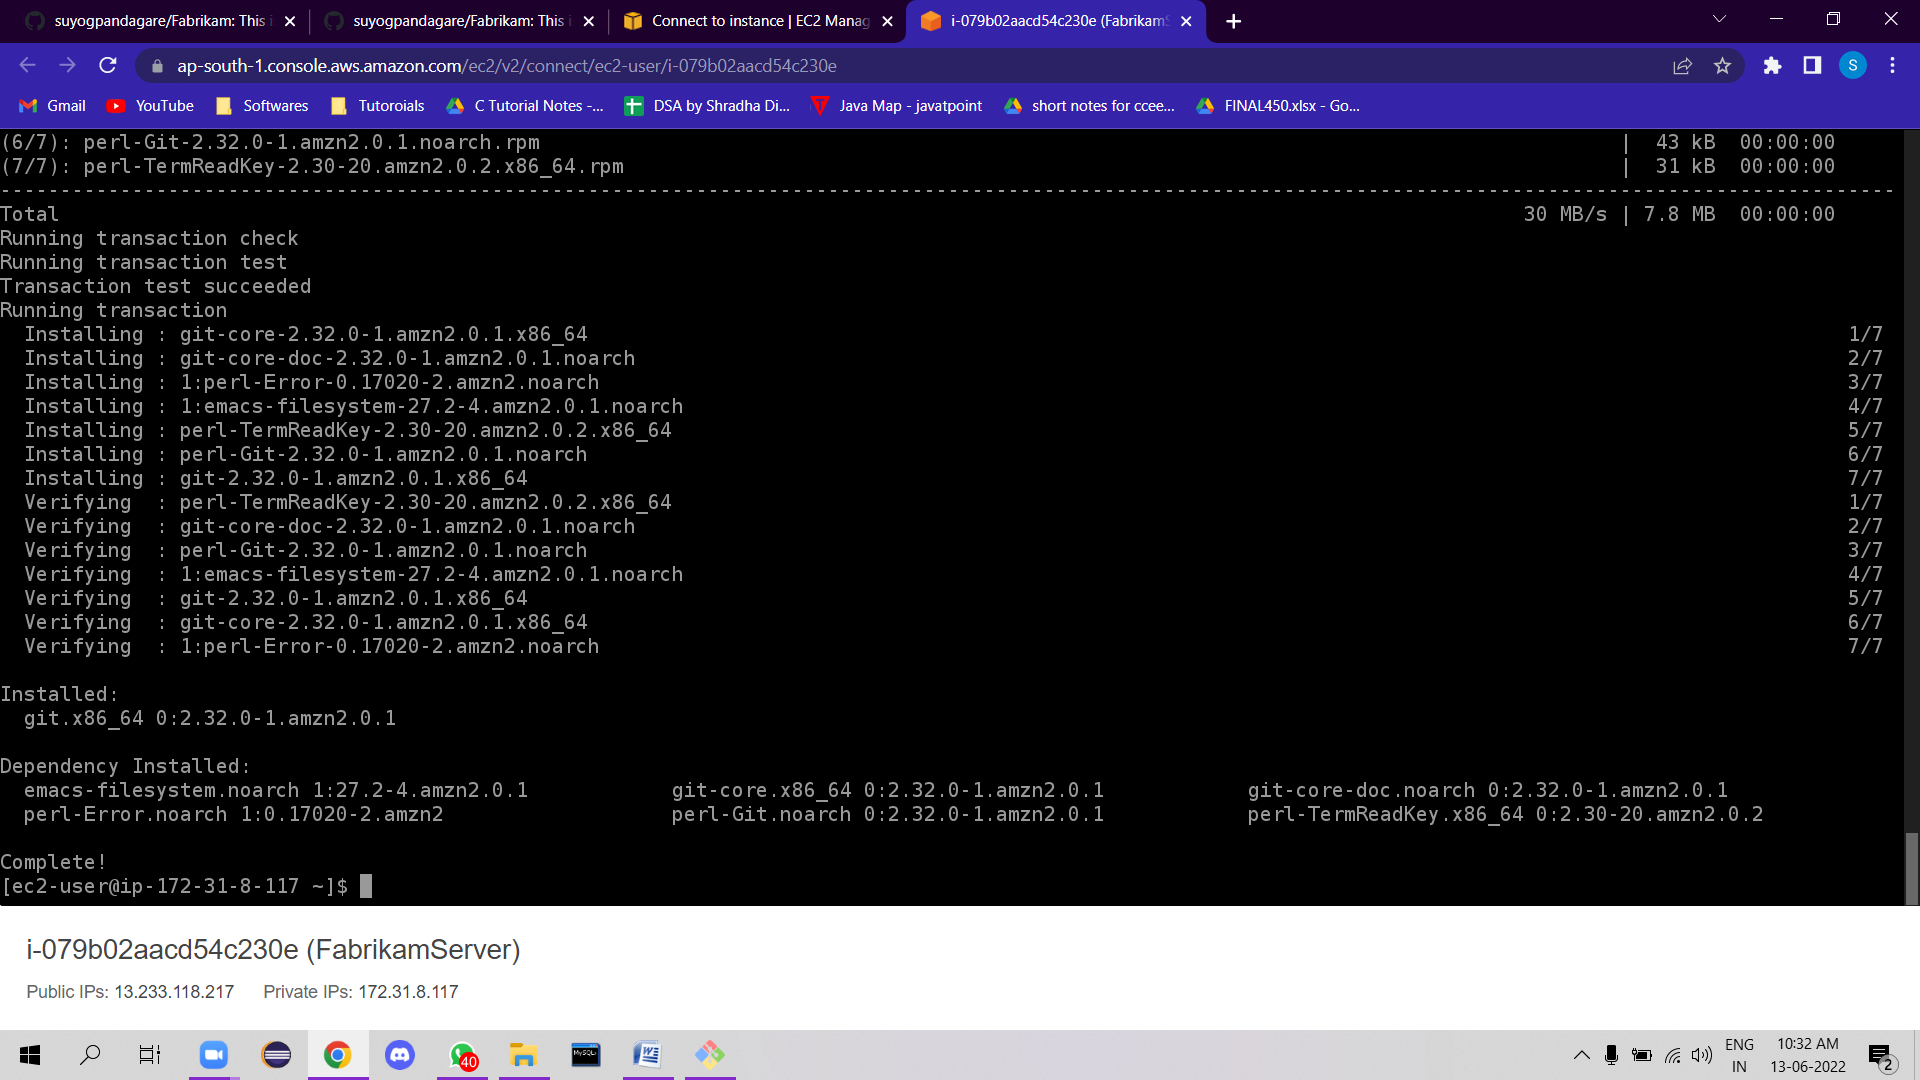 suyogpandagare/Fabrikam: This i
suyogpandagare/Fabrikam: This i
Connect to instance | EC2 Manag
i-079b02aacd54c230e (FabrikamS
ap-south-1.console.aws.amazon.com/ec2/v2/connect/ec2-user/i-079b02aacd54c230e
S
Gmail
YouTube
Softwares
Tutoroials
C Tutorial Notes -...
DSA by Shradha Di...
Java Map - javatpoint
short notes for ccee...
FINAL450.xlsx - Go...
(6/7): perl-Git-2.32.0-1.amzn2.0.1.noarch.rpm | 43 kB 00:00:00
(7/7): perl-TermReadKey-2.30-20.amzn2.0.2.x86_64.rpm | 31 kB 00:00:00
--------------------------------------------------------------------------------------------------------------------------------------------------------------
Total 30 MB/s | 7.8 MB 00:00:00
Running transaction check
Running transaction test
Transaction test succeeded
Running transaction
Installing : git-core-2.32.0-1.amzn2.0.1.x86_64 1/7
Installing : git-core-doc-2.32.0-1.amzn2.0.1.noarch 2/7
Installing : 1:perl-Error-0.17020-2.amzn2.noarch 3/7
Installing : 1:emacs-filesystem-27.2-4.amzn2.0.1.noarch 4/7
Installing : perl-TermReadKey-2.30-20.amzn2.0.2.x86_64 5/7
Installing : perl-Git-2.32.0-1.amzn2.0.1.noarch 6/7
Installing : git-2.32.0-1.amzn2.0.1.x86_64 7/7
Verifying : perl-TermReadKey-2.30-20.amzn2.0.2.x86_64 1/7
Verifying : git-core-doc-2.32.0-1.amzn2.0.1.noarch 2/7
Verifying : perl-Git-2.32.0-1.amzn2.0.1.noarch 3/7
Verifying : 1:emacs-filesystem-27.2-4.amzn2.0.1.noarch 4/7
Verifying : git-2.32.0-1.amzn2.0.1.x86_64 5/7
Verifying : git-core-2.32.0-1.amzn2.0.1.x86_64 6/7
Verifying : 1:perl-Error-0.17020-2.amzn2.noarch 7/7
Installed:
git.x86_64 0:2.32.0-1.amzn2.0.1
Dependency Installed:
emacs-filesystem.noarch 1:27.2-4.amzn2.0.1 git-core.x86_64 0:2.32.0-1.amzn2.0.1 git-core-doc.noarch 0:2.32.0-1.amzn2.0.1
perl-Error.noarch 1:0.17020-2.amzn2 perl-Git.noarch 0:2.32.0-1.amzn2.0.1 perl-TermReadKey.x86_64 0:2.30-20.amzn2.0.2
Complete!
[ec2-user@ip-172-31-8-117 ~]$
i-079b02aacd54c230e (FabrikamServer)
Public IPs: 13.233.118.217 Private IPs: 172.31.8.117
40
MySQL
W
ENG
IN
10:32 AM
13-06-2022
2